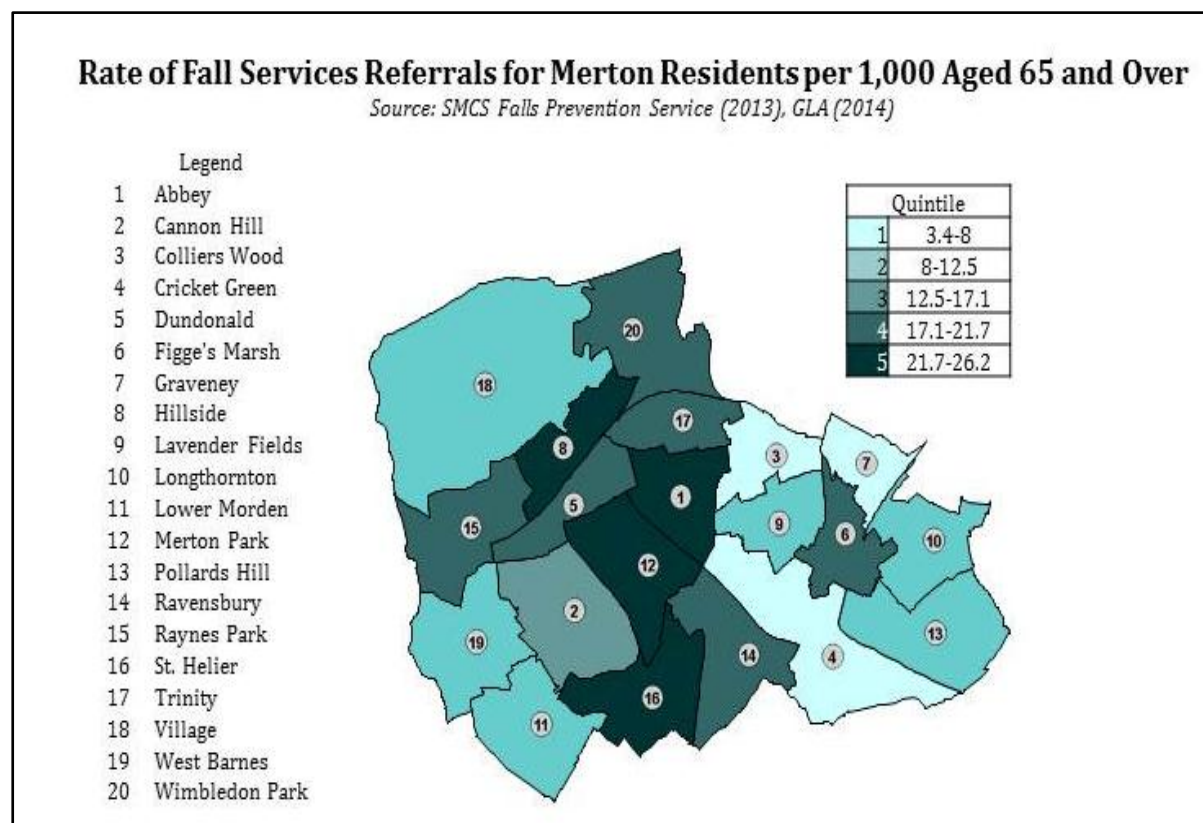 Rate of Fall Services Referrals for Merton Residents per 1,000 Aged 65 and Over
Source: SMCS Falls Prevention Service (2013), GLA (2014)
Legend
1 Abbey
2 Cannon Hill
3 Colliers Wood
4 Cricket Green
5 Dundonald
6 Figge's Marsh
7 Graveney
8 Hillside
9 Lavender Fields
10 Longthornton
11 Lower Morden
12 Merton Park
13 Pollards Hill
14 Ravensbury
15 Raynes Park
16 St. Helier
17 Trinity
18 Village
19 West Barnes
20 Wimbledon Park
Quintile
1 3.4-8
2 8-12.5
3 12.5-17.1
4 17.1-21.7
5 21.7-26.2
20
18
17
8
3
7
1
5
15
9
6
10
12
2
13
19
14
4
16
11